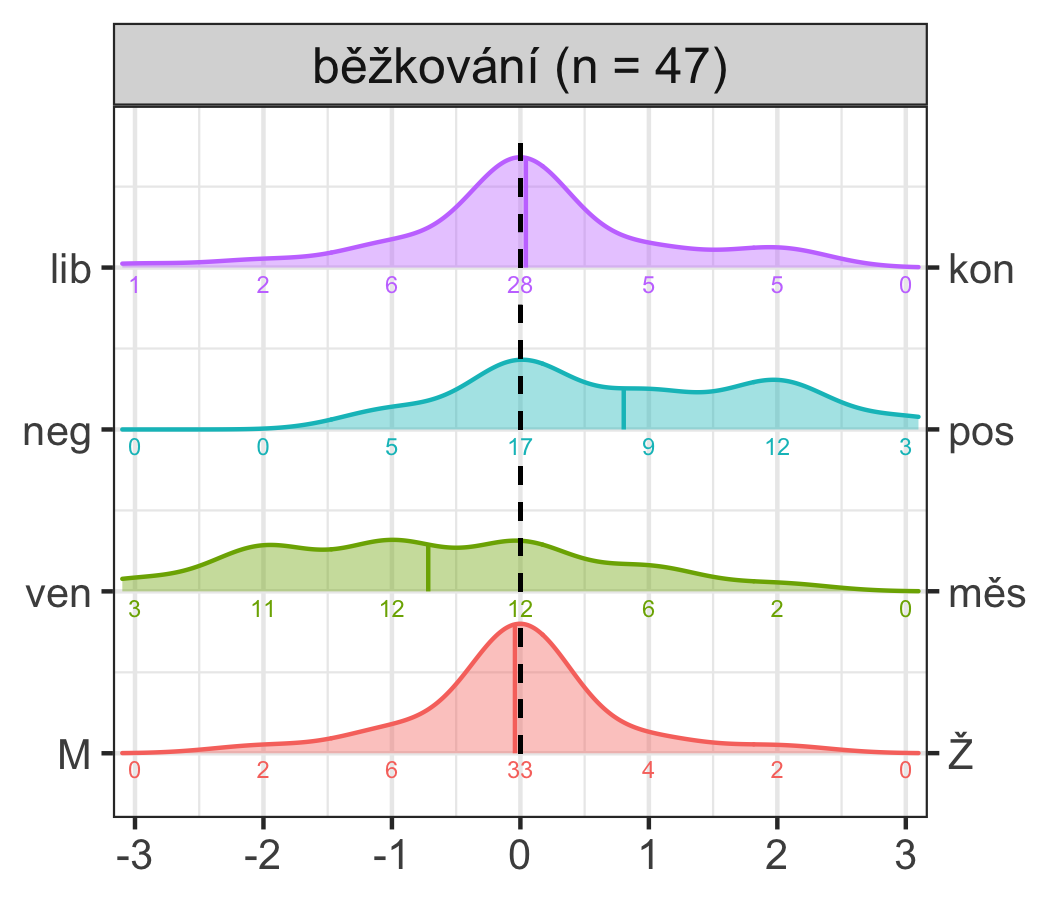 běžkování (n = 47)
lib kon
1 2 6 28 5 5 0
neg pos
0 0 5 17 9 12 3
ven měs
3 11 12 12 6 2 0
M Ž
0 2 6 33 4 2 0
-3 -2 -1 0 1 2 3